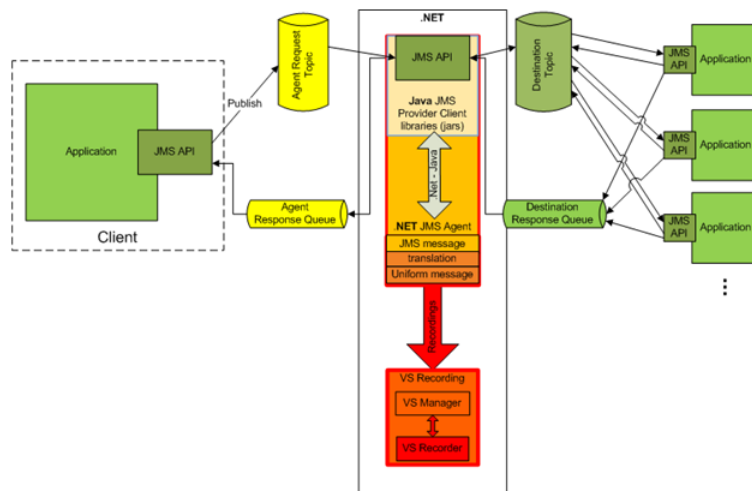 .NET
Agent Request
Topic
JMS API
Destination
Topic
JMS
API
Application
Publish
Java JMS
Provider Client
libraries (jars)
Application
JMS API
JMS
API
Application
.Net - Java
Agent
Response Queue
Destination
Response Queue
JMS
API
Application
Client
.NET JMS Agent
JMS message
translation
Uniform message
Recordings
VS Recording
VS Manager
VS Recorder